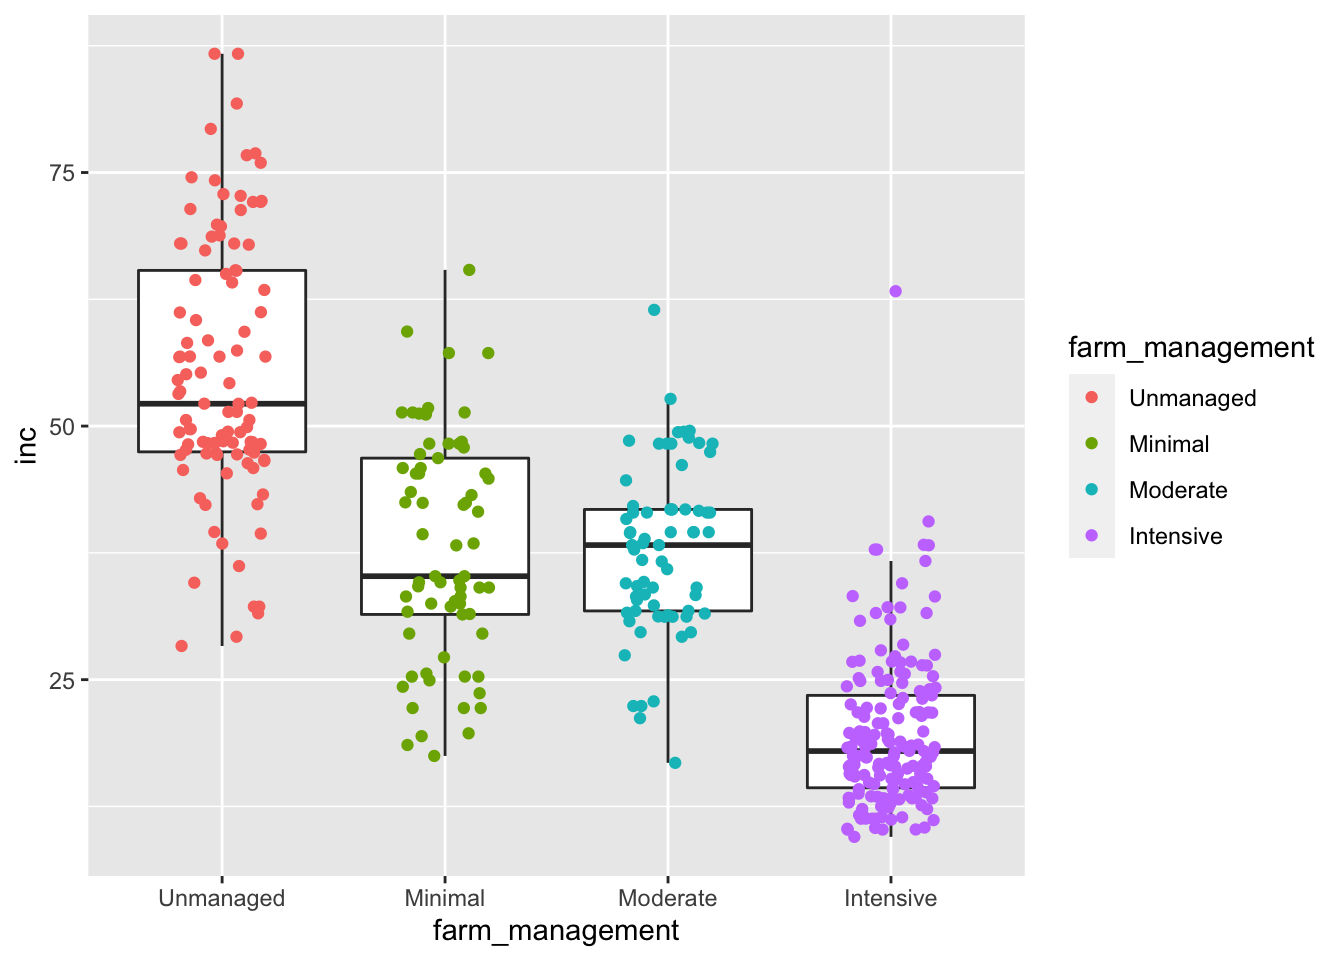 inc
75
50
25
Unmanaged
Minimal
Moderate
Intensive
farm_management
farm_management
Unmanaged
Minimal
Moderate
Intensive